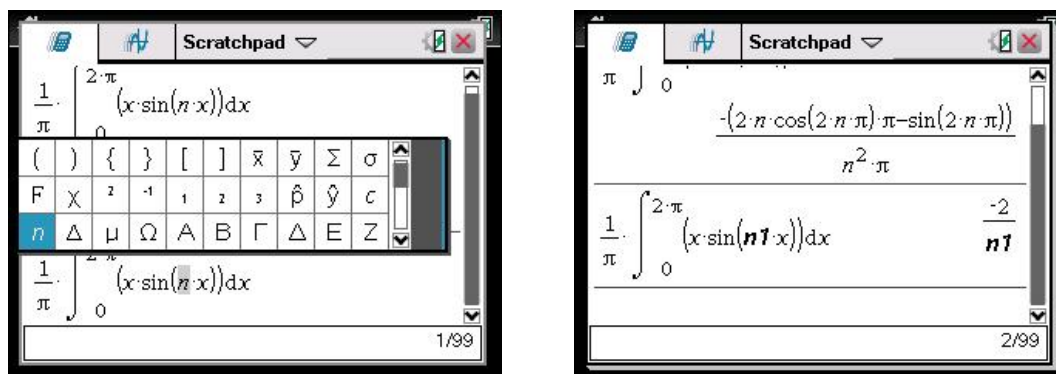 Scratchpad
1/π · ∫₀^(2·π) (x·sin(n·x))dx
( ) { } [ ] x̄ ȳ Σ σ
F χ ² ⁻¹ ₁ ₂ ₃ p̂ ŷ c
n Δ μ Ω Α Β Γ Δ Ε Ζ
1/π · ∫₀^(2·π) (x·sin(n·x))dx
1/99
Scratchpad
π ∫ 0
-(2·n·cos(2·n·π)·π-sin(2·n·π))/(n²·π)
1/π · ∫₀^(2·π) (x·sin(n1·x))dx -2/n1
2/99